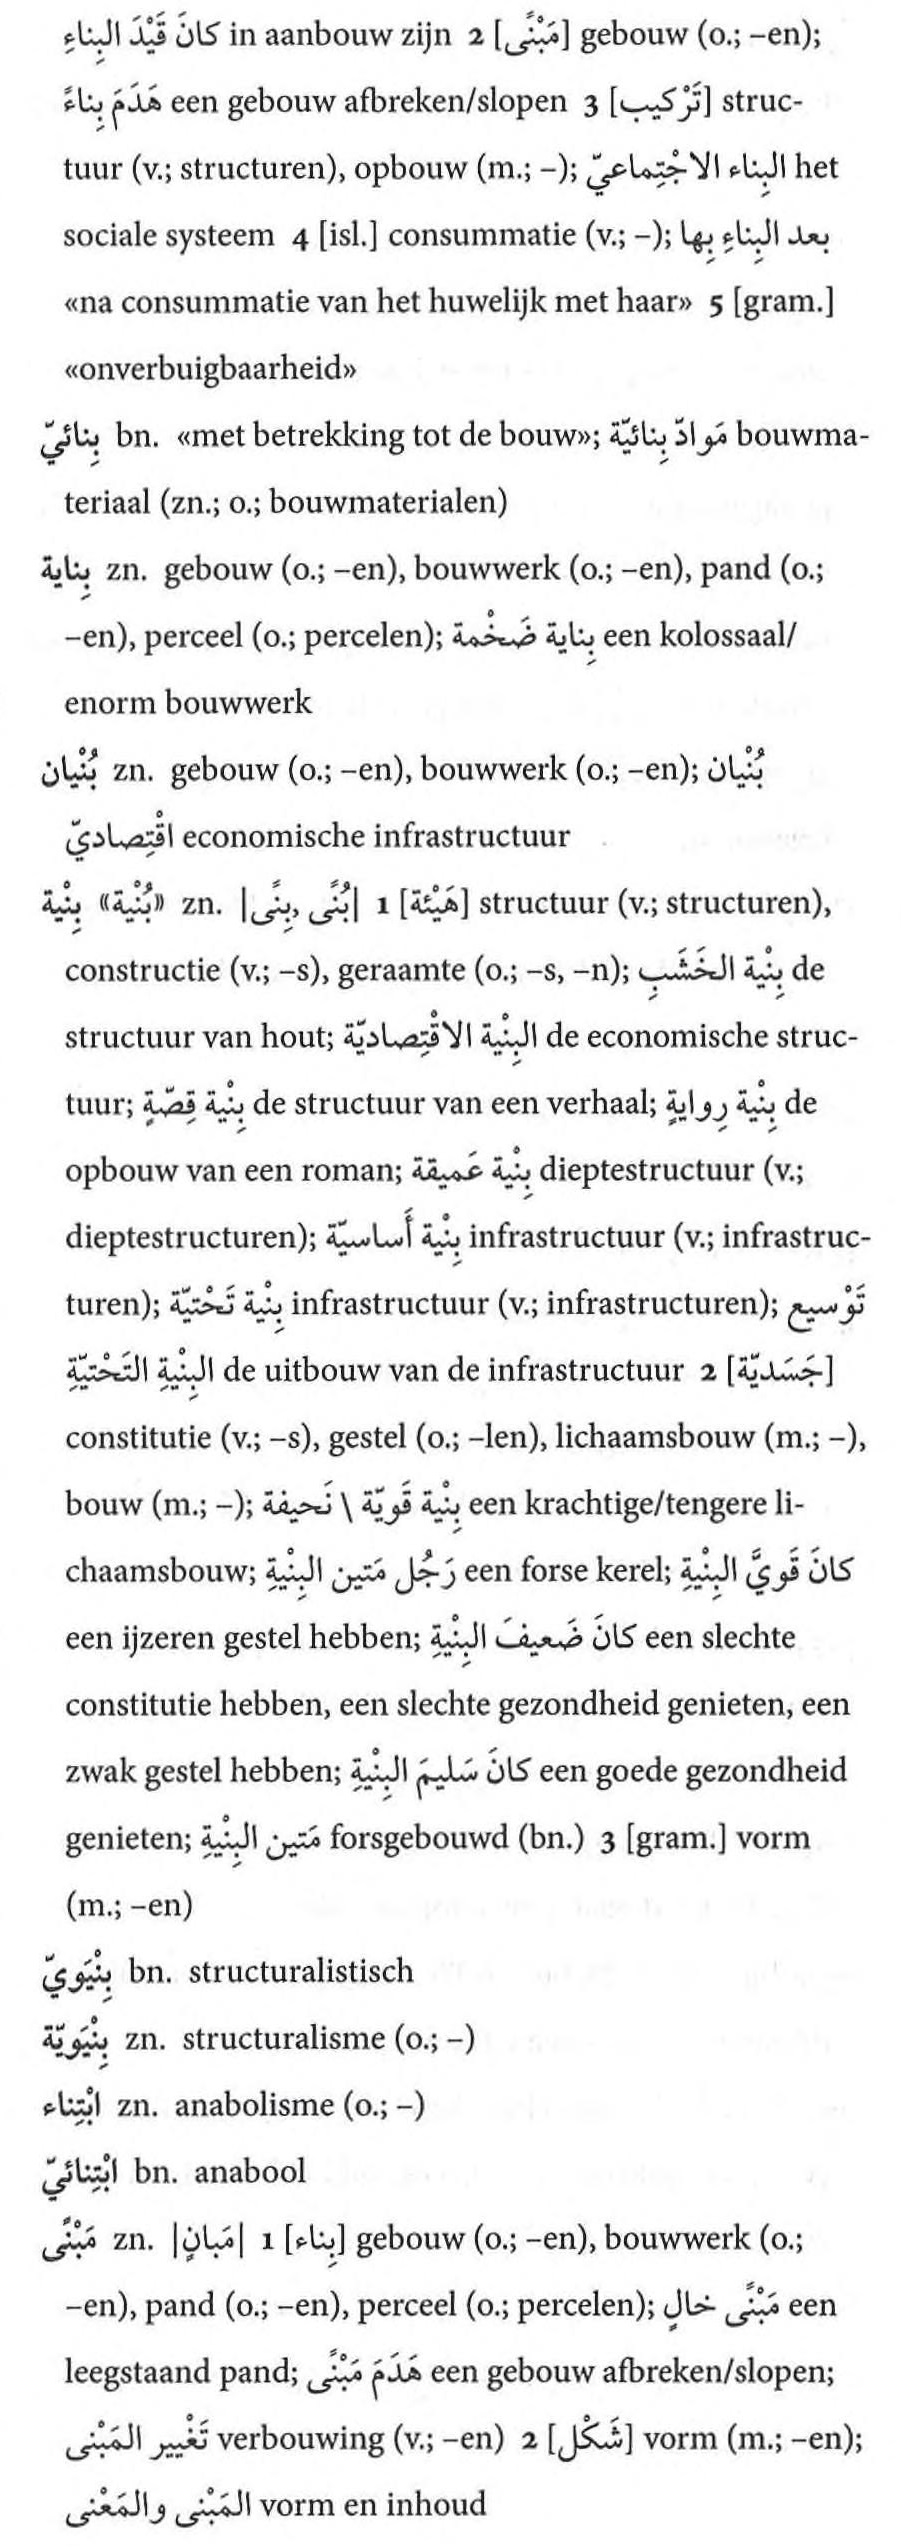 كانَ قَيْدَ البِناءِ in aanbouw zijn 2 [مَبْنًى] gebouw (o.; –en);
هَدَمَ بِناءً een gebouw afbreken/slopen 3 [تَرْكيب] struc-
tuur (v.; structuren), opbouw (m.; –); البِناء الاجْتِماعيّ het
sociale systeem 4 [isl.] consummatie (v.; –); بعد البِناءِ بِها
«na consummatie van het huwelijk met haar» 5 [gram.]
«onverbuigbaarheid»
بِنائيّ bn. «met betrekking tot de bouw»; مَوادّ بِنائيّة bouwma-
teriaal (zn.; o.; bouwmaterialen)
بِناية zn. gebouw (o.; –en), bouwwerk (o.; –en), pand (o.;
–en), perceel (o.; percelen); بِناية ضَخْمة een kolossaal/
enorm bouwwerk
بُنْيان zn. gebouw (o.; –en), bouwwerk (o.; –en); بُنْيان
اقْتِصاديّ economische infrastructuur
بِنْية «بُنْية» zn. |بُنًى, بِنًى| 1 [هَيْئة] structuur (v.; structuren),
constructie (v.; –s), geraamte (o.; –s, –n); بِنْية الخَشَبِ de
structuur van hout; البِنْية الاقْتِصاديّة de economische struc-
tuur; بِنْية قِصّةٍ de structuur van een verhaal; بِنْية رِوايةٍ de
opbouw van een roman; بِنْية عَميقة dieptestructuur (v.;
dieptestructuren); بِنْية أَساسيّة infrastructuur (v.; infrastruc-
turen); بِنْية تَحْتيّة infrastructuur (v.; infrastructuren); تَوْسيع
البِنْيةِ التَحْتيّةِ de uitbouw van de infrastructuur 2 [جَسَديّة]
constitutie (v.; –s), gestel (o.; –len), lichaamsbouw (m.; –),
bouw (m.; –); بِنْية قَويّة \ نَحيفة een krachtige/tengere li-
chaamsbouw; رَجُل مَتين البِنْيةِ een forse kerel; كانَ قَويَّ البِنْيةِ
een ijzeren gestel hebben; كانَ ضَعيفَ البِنْيةِ een slechte
constitutie hebben, een slechte gezondheid genieten, een
zwak gestel hebben; كانَ سَليمَ البِنْيةِ een goede gezondheid
genieten; مَتين البِنْيةِ forsgebouwd (bn.) 3 [gram.] vorm
(m.; –en)
بِنْيَويّ bn. structuralistisch
بِنْيَويّة zn. structuralisme (o.; –)
ابْتِناء zn. anabolisme (o.; –)
ابْتِنائيّ bn. anabool
مَبْنًى zn. |مَبانٍ| 1 [بِناء] gebouw (o.; –en), bouwwerk (o.;
–en), pand (o.; –en), perceel (o.; percelen); مَبْنًى خالٍ een
leegstaand pand; هَدَمَ مَبْنًى een gebouw afbreken/slopen;
تَغْيير المَبْنى verbouwing (v.; –en) 2 [شَكْل] vorm (m.; –en);
المَبْنى والمَعْنى vorm en inhoud